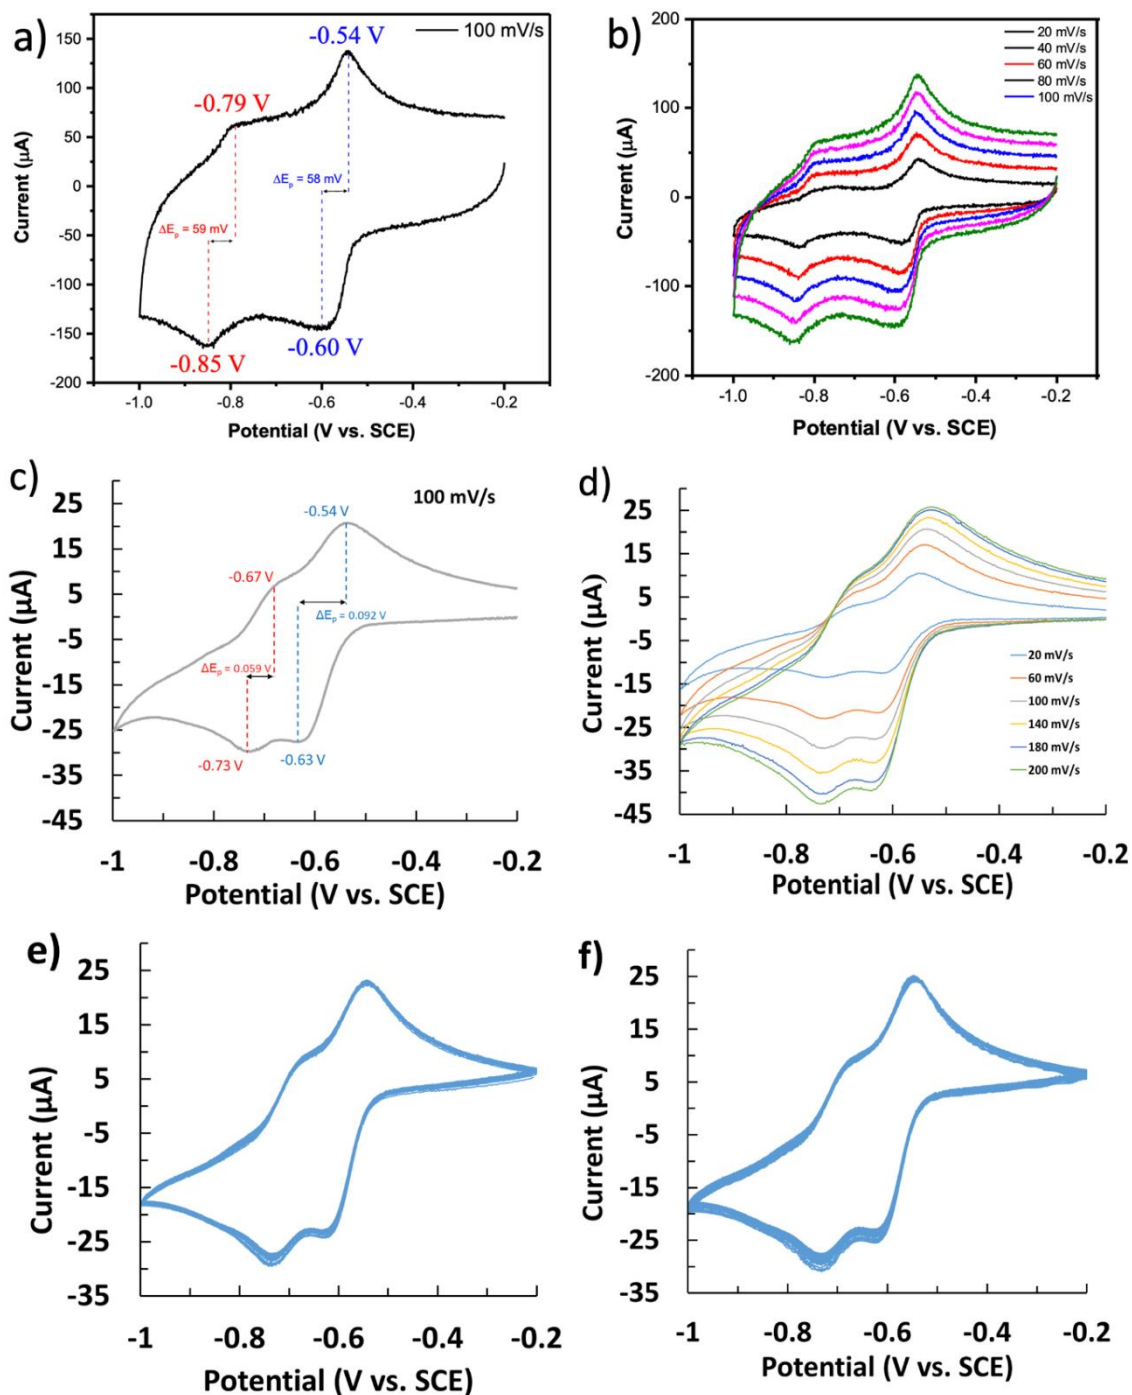 a)
-0.54 V
100 mV/s
-0.79 V
ΔEp = 58 mV
ΔEp = 59 mV
-0.60 V
-0.85 V
150
100
50
0
-50
-100
-150
-200
Current (μA)
-1.0
-0.8
-0.6
-0.4
-0.2
Potential (V vs. SCE)
b)
20 mV/s
40 mV/s
60 mV/s
80 mV/s
100 mV/s
200
100
0
-100
-200
Current (μA)
-1.0
-0.8
-0.6
-0.4
-0.2
Potential (V vs. SCE)
c)
100 mV/s
-0.54 V
-0.67 V
ΔEp = 0.092 V
ΔEp = 0.059 V
-0.63 V
-0.73 V
25
15
5
-5
-15
-25
-35
-45
Current (μA)
-1
-0.8
-0.6
-0.4
-0.2
Potential (V vs. SCE)
d)
25
15
5
-5
-15
-25
-35
-45
Current (μA)
20 mV/s
60 mV/s
100 mV/s
140 mV/s
180 mV/s
200 mV/s
-1
-0.8
-0.6
-0.4
-0.2
Potential (V vs. SCE)
e)
25
15
5
-5
-15
-25
-35
Current (μA)
-1
-0.8
-0.6
-0.4
-0.2
Potential (V vs. SCE)
f)
25
15
5
-5
-15
-25
-35
Current (μA)
-1
-0.8
-0.6
-0.4
-0.2
Potential (V vs. SCE)